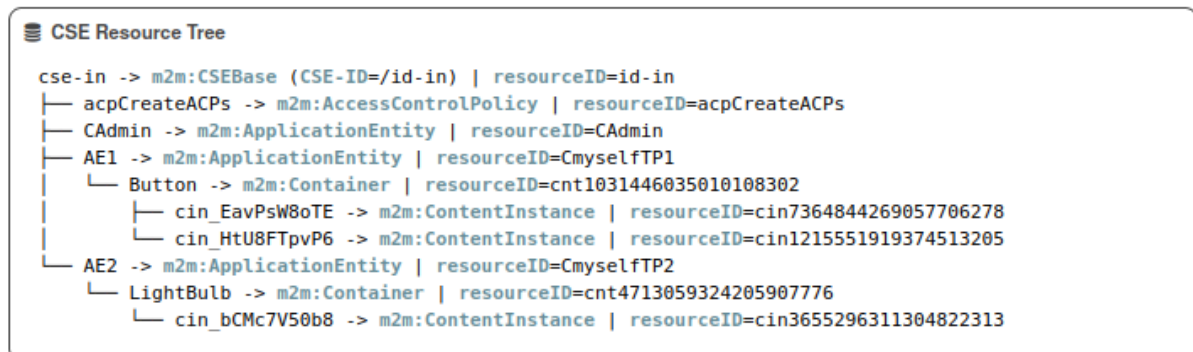 CSE Resource Tree
cse-in -> m2m:CSEBase (CSE-ID=/id-in) | resourceID=id-in
├── acpCreateACPs -> m2m:AccessControlPolicy | resourceID=acpCreateACPs
├── CAdmin -> m2m:ApplicationEntity | resourceID=CAdmin
├── AE1 -> m2m:ApplicationEntity | resourceID=CmyselfTP1
│   └── Button -> m2m:Container | resourceID=cnt1031446035010108302
│       ├── cin_EavPsW8oTE -> m2m:ContentInstance | resourceID=cin7364844269057706278
│       └── cin_HtU8FTpvP6 -> m2m:ContentInstance | resourceID=cin1215551919374513205
└── AE2 -> m2m:ApplicationEntity | resourceID=CmyselfTP2
    └── LightBulb -> m2m:Container | resourceID=cnt4713059324205907776
        └── cin_bCMc7V50b8 -> m2m:ContentInstance | resourceID=cin3655296311304822313